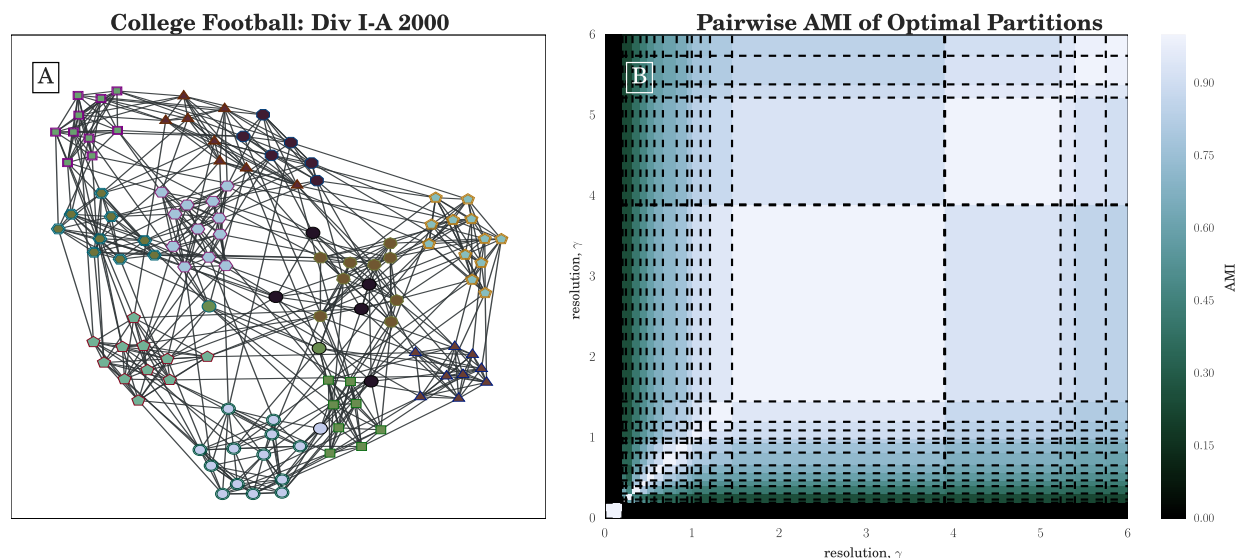 College Football: Div I-A 2000
A
Pairwise AMI of Optimal Partitions
B
6
5
4
3
2
1
0
resolution, γ
0 1 2 3 4 5 6
resolution, γ
0.90
0.75
0.60
0.45
0.30
0.15
0.00
AMI